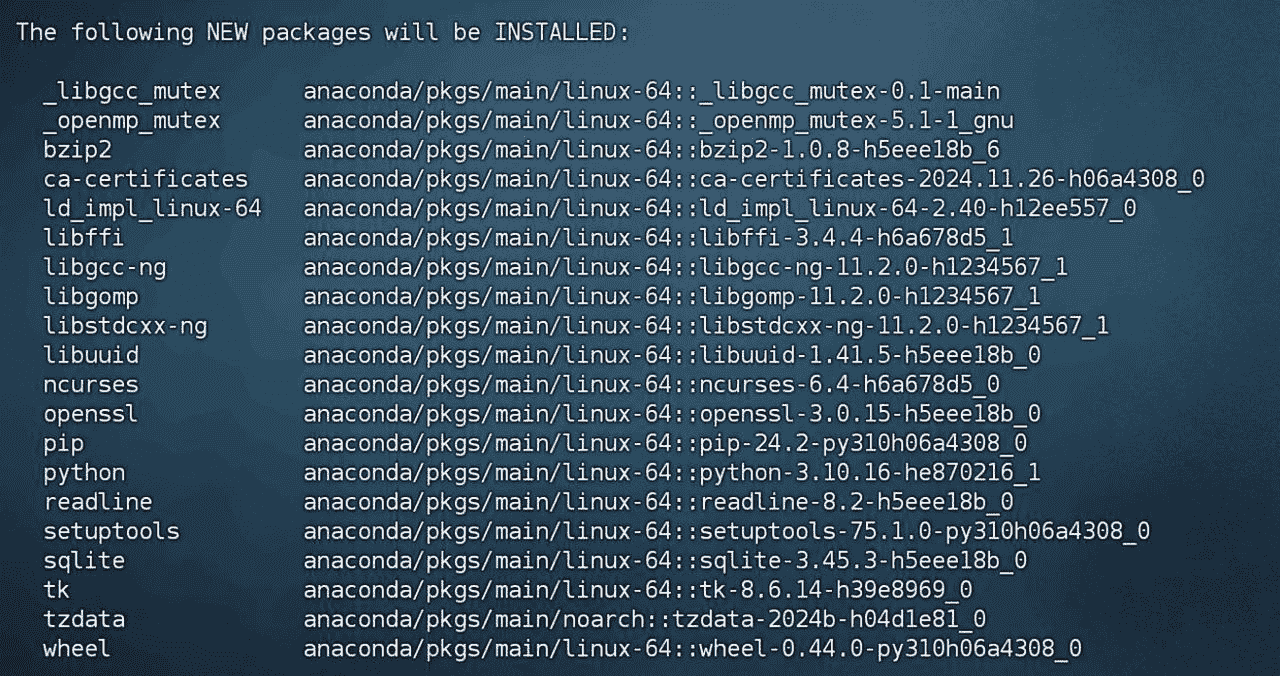 The following NEW packages will be INSTALLED:
_libgcc_mutex anaconda/pkgs/main/linux-64::_libgcc_mutex-0.1-main
_openmp_mutex anaconda/pkgs/main/linux-64::_openmp_mutex-5.1-1_gnu
bzip2 anaconda/pkgs/main/linux-64::bzip2-1.0.8-h5eee18b_6
ca-certificates anaconda/pkgs/main/linux-64::ca-certificates-2024.11.26-h06a4308_0
ld_impl_linux-64 anaconda/pkgs/main/linux-64::ld_impl_linux-64-2.40-h12ee557_0
libffi anaconda/pkgs/main/linux-64::libffi-3.4.4-h6a678d5_1
libgcc-ng anaconda/pkgs/main/linux-64::libgcc-ng-11.2.0-h1234567_1
libgomp anaconda/pkgs/main/linux-64::libgomp-11.2.0-h1234567_1
libstdcxx-ng anaconda/pkgs/main/linux-64::libstdcxx-ng-11.2.0-h1234567_1
libuuid anaconda/pkgs/main/linux-64::libuuid-1.41.5-h5eee18b_0
ncurses anaconda/pkgs/main/linux-64::ncurses-6.4-h6a678d5_0
openssl anaconda/pkgs/main/linux-64::openssl-3.0.15-h5eee18b_0
pip anaconda/pkgs/main/linux-64::pip-24.2-py310h06a4308_0
python anaconda/pkgs/main/linux-64::python-3.10.16-he870216_1
readline anaconda/pkgs/main/linux-64::readline-8.2-h5eee18b_0
setuptools anaconda/pkgs/main/linux-64::setuptools-75.1.0-py310h06a4308_0
sqlite anaconda/pkgs/main/linux-64::sqlite-3.45.3-h5eee18b_0
tk anaconda/pkgs/main/linux-64::tk-8.6.14-h39e8969_0
tzdata anaconda/pkgs/main/noarch::tzdata-2024b-h04d1e81_0
wheel anaconda/pkgs/main/linux-64::wheel-0.44.0-py310h06a4308_0